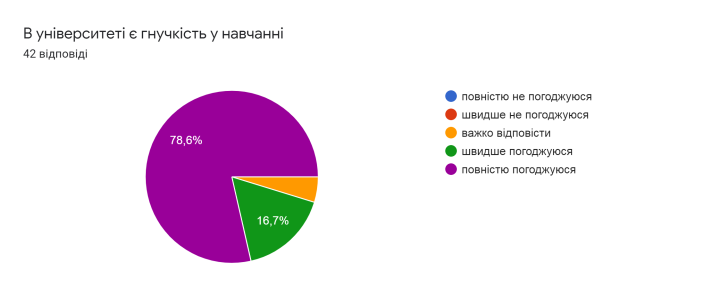 В університеті є гнучкість у навчанні
42 відповіді
78,6%
16,7%
повністю не погоджуюся
швидше не погоджуюся
важко відповісти
швидше погоджуюся
повністю погоджуюся